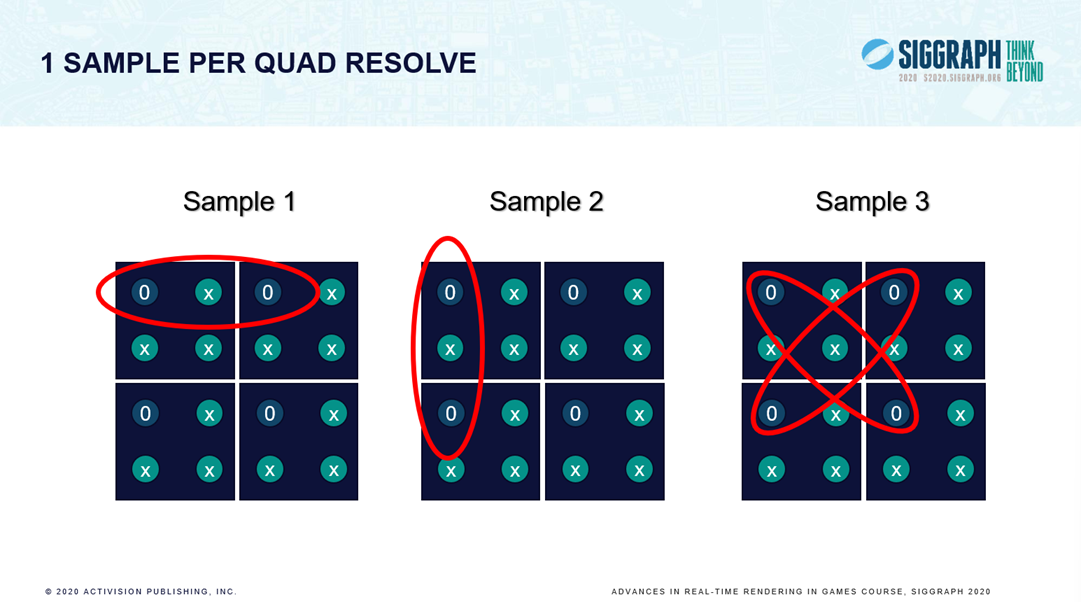 1 SAMPLE PER QUAD RESOLVE
SIGGRAPH THINK BEYOND
2020 S2020.SIGGRAPH.ORG
Sample 1 Sample 2 Sample 3
0 x 0 x 0 x 0 x 0 x 0 x
x x x x x x x x x x x x
0 x 0 x 0 x 0 x 0 x 0 x
x x x x x x x x x x x x
© 2020 ACTIVISION PUBLISHING, INC. ADVANCES IN REAL-TIME RENDERING IN GAMES COURSE, SIGGRAPH 2020